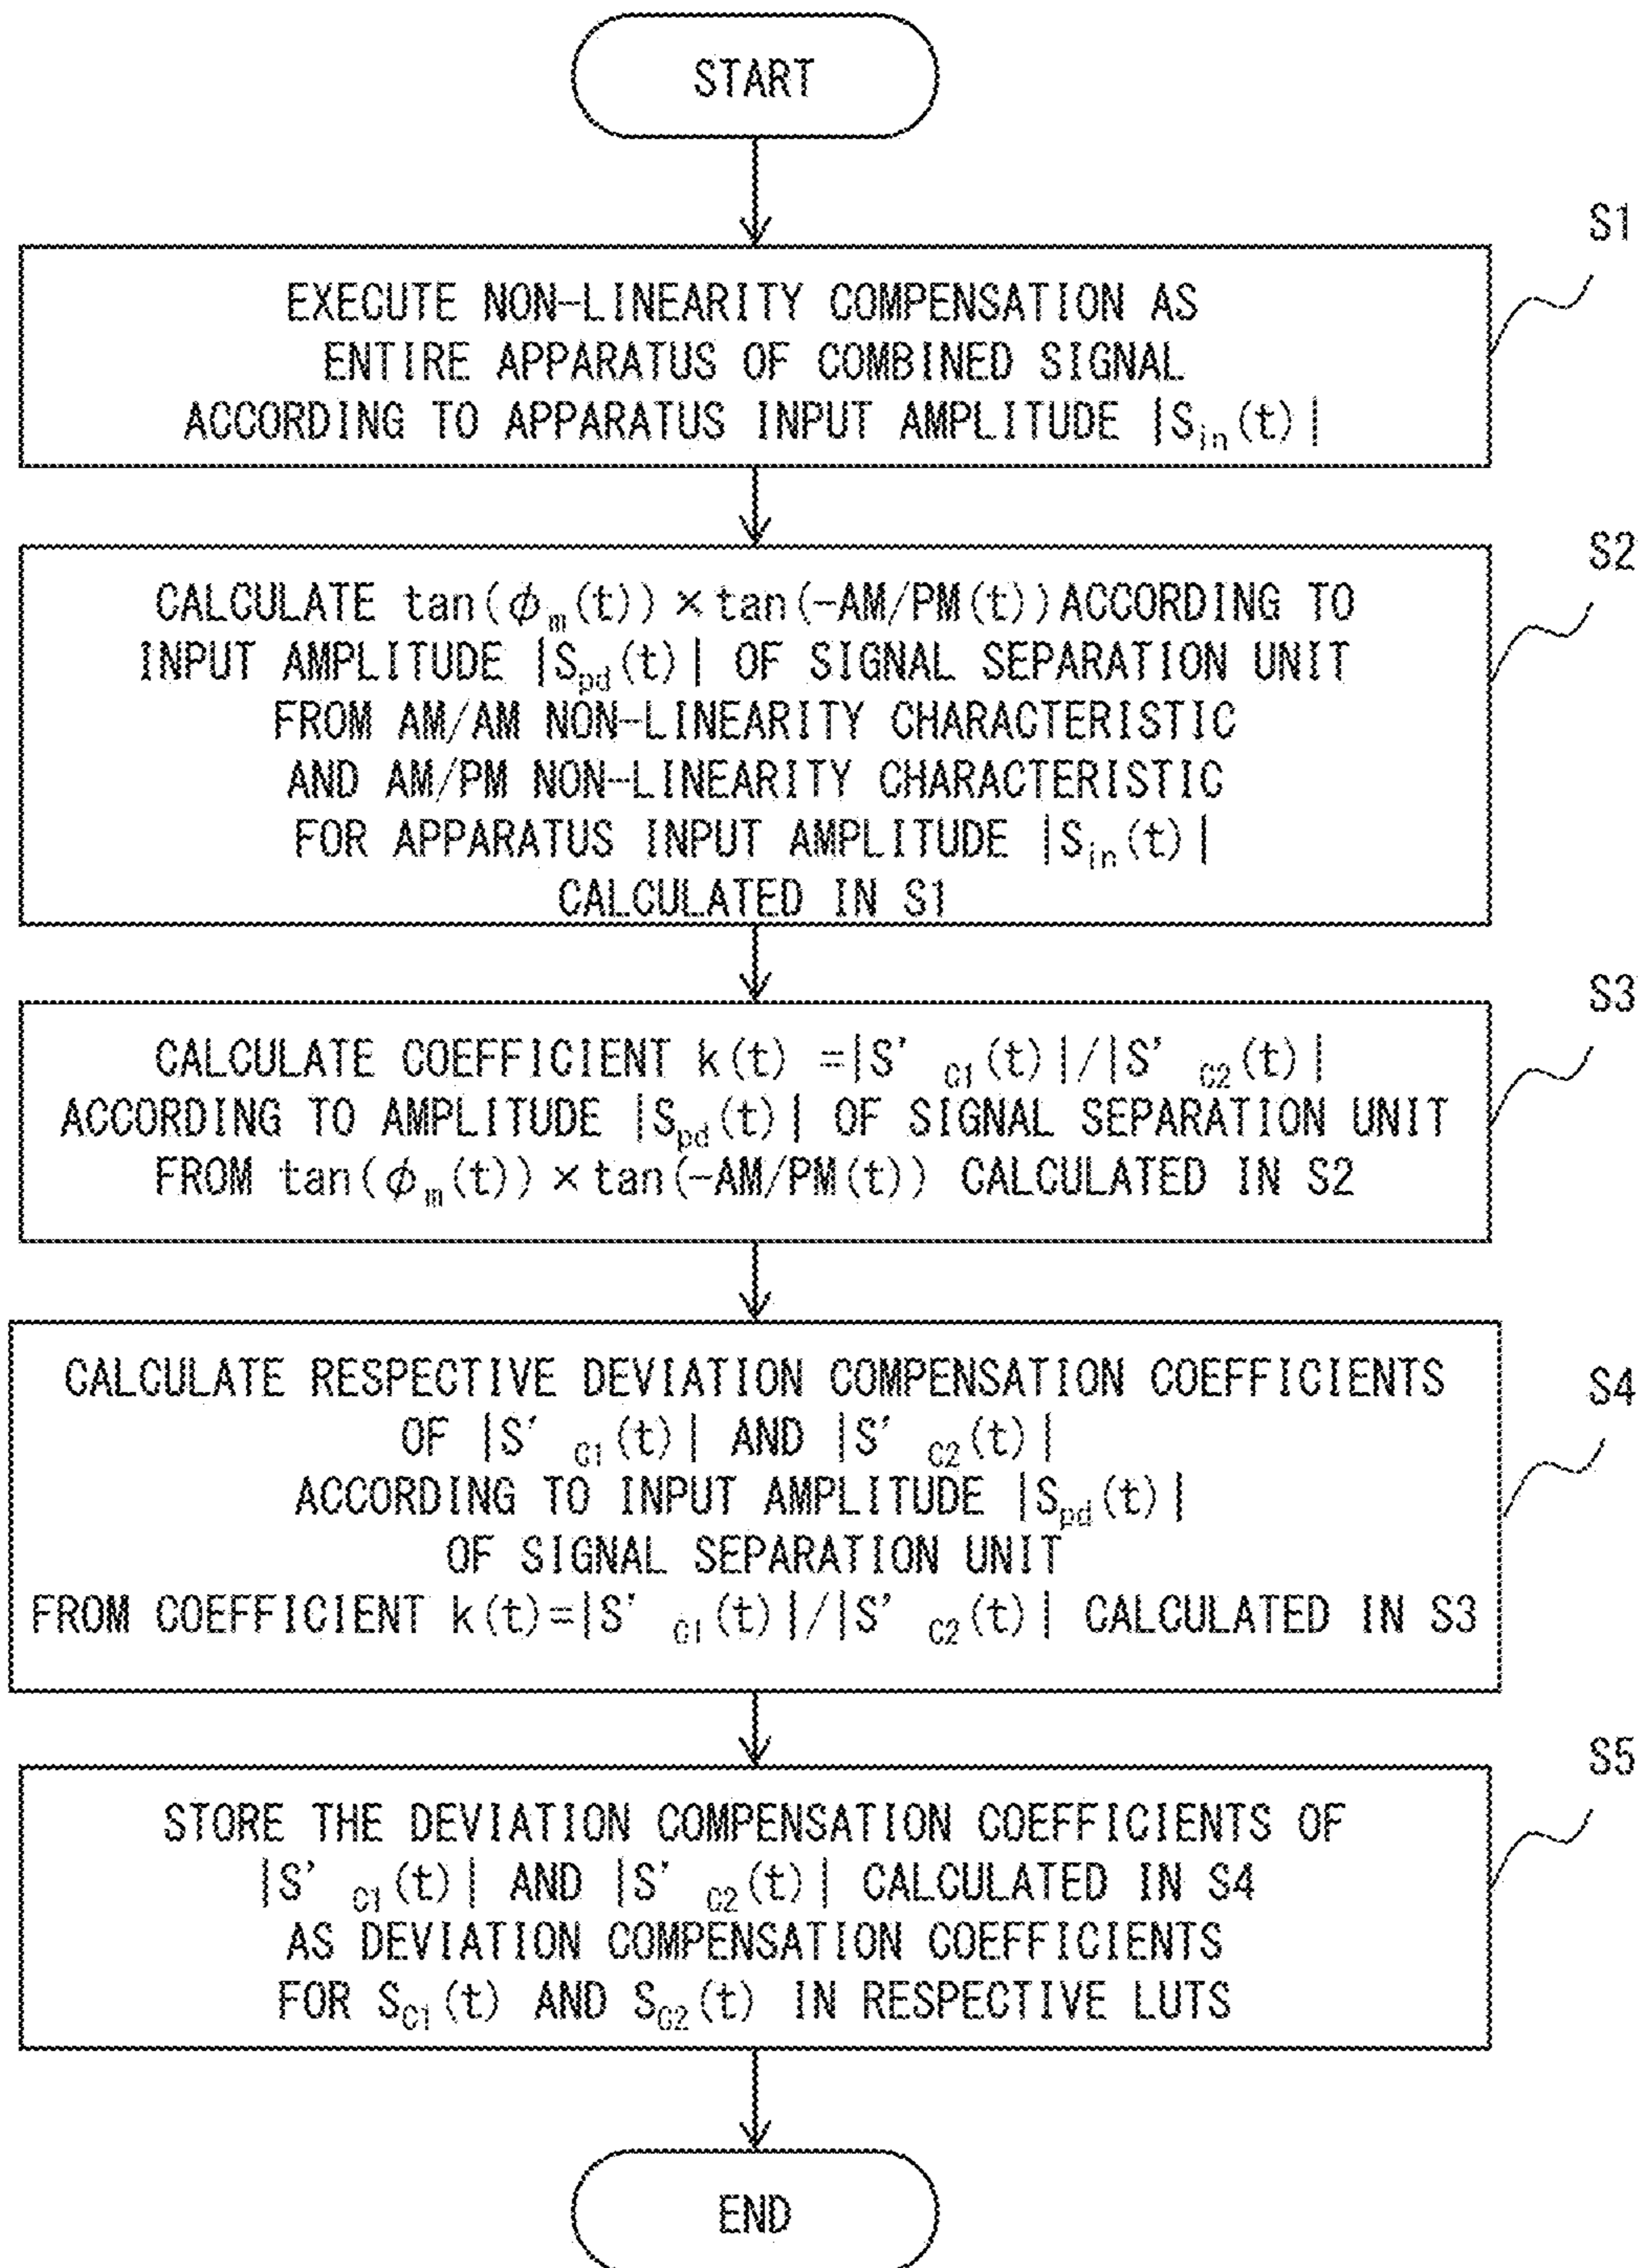 START
S1
EXECUTE NON-LINEARITY COMPENSATION AS
ENTIRE APPARATUS OF COMBINED SIGNAL
ACCORDING TO APPARATUS INPUT AMPLITUDE |Sin(t)|
S2
CALCULATE tan(ϕm(t))×tan(-AM/PM(t))ACCORDING TO
INPUT AMPLITUDE |Spd(t)| OF SIGNAL SEPARATION UNIT
FROM AM/AM NON-LINEARITY CHARACTERISTIC
AND AM/PM NON-LINEARITY CHARACTERISTIC
FOR APPARATUS INPUT AMPLITUDE |Sin(t)|
CALCULATED IN S1
S3
CALCULATE COEFFICIENT k(t) =|S' C1(t)|/|S' C2(t)|
ACCORDING TO AMPLITUDE |Spd(t)| OF SIGNAL SEPARATION UNIT
FROM tan(ϕm(t))×tan(-AM/PM(t)) CALCULATED IN S2
S4
CALCULATE RESPECTIVE DEVIATION COMPENSATION COEFFICIENTS
OF |S' C1(t)| AND |S' C2(t)|
ACCORDING TO INPUT AMPLITUDE |Spd(t)|
OF SIGNAL SEPARATION UNIT
FROM COEFFICIENT k(t)=|S' C1(t)|/|S' C2(t)| CALCULATED IN S3
S5
STORE THE DEVIATION COMPENSATION COEFFICIENTS OF
|S' C1(t)| AND |S' C2(t)| CALCULATED IN S4
AS DEVIATION COMPENSATION COEFFICIENTS
FOR SC1(t) AND SC2(t) IN RESPECTIVE LUTS
END